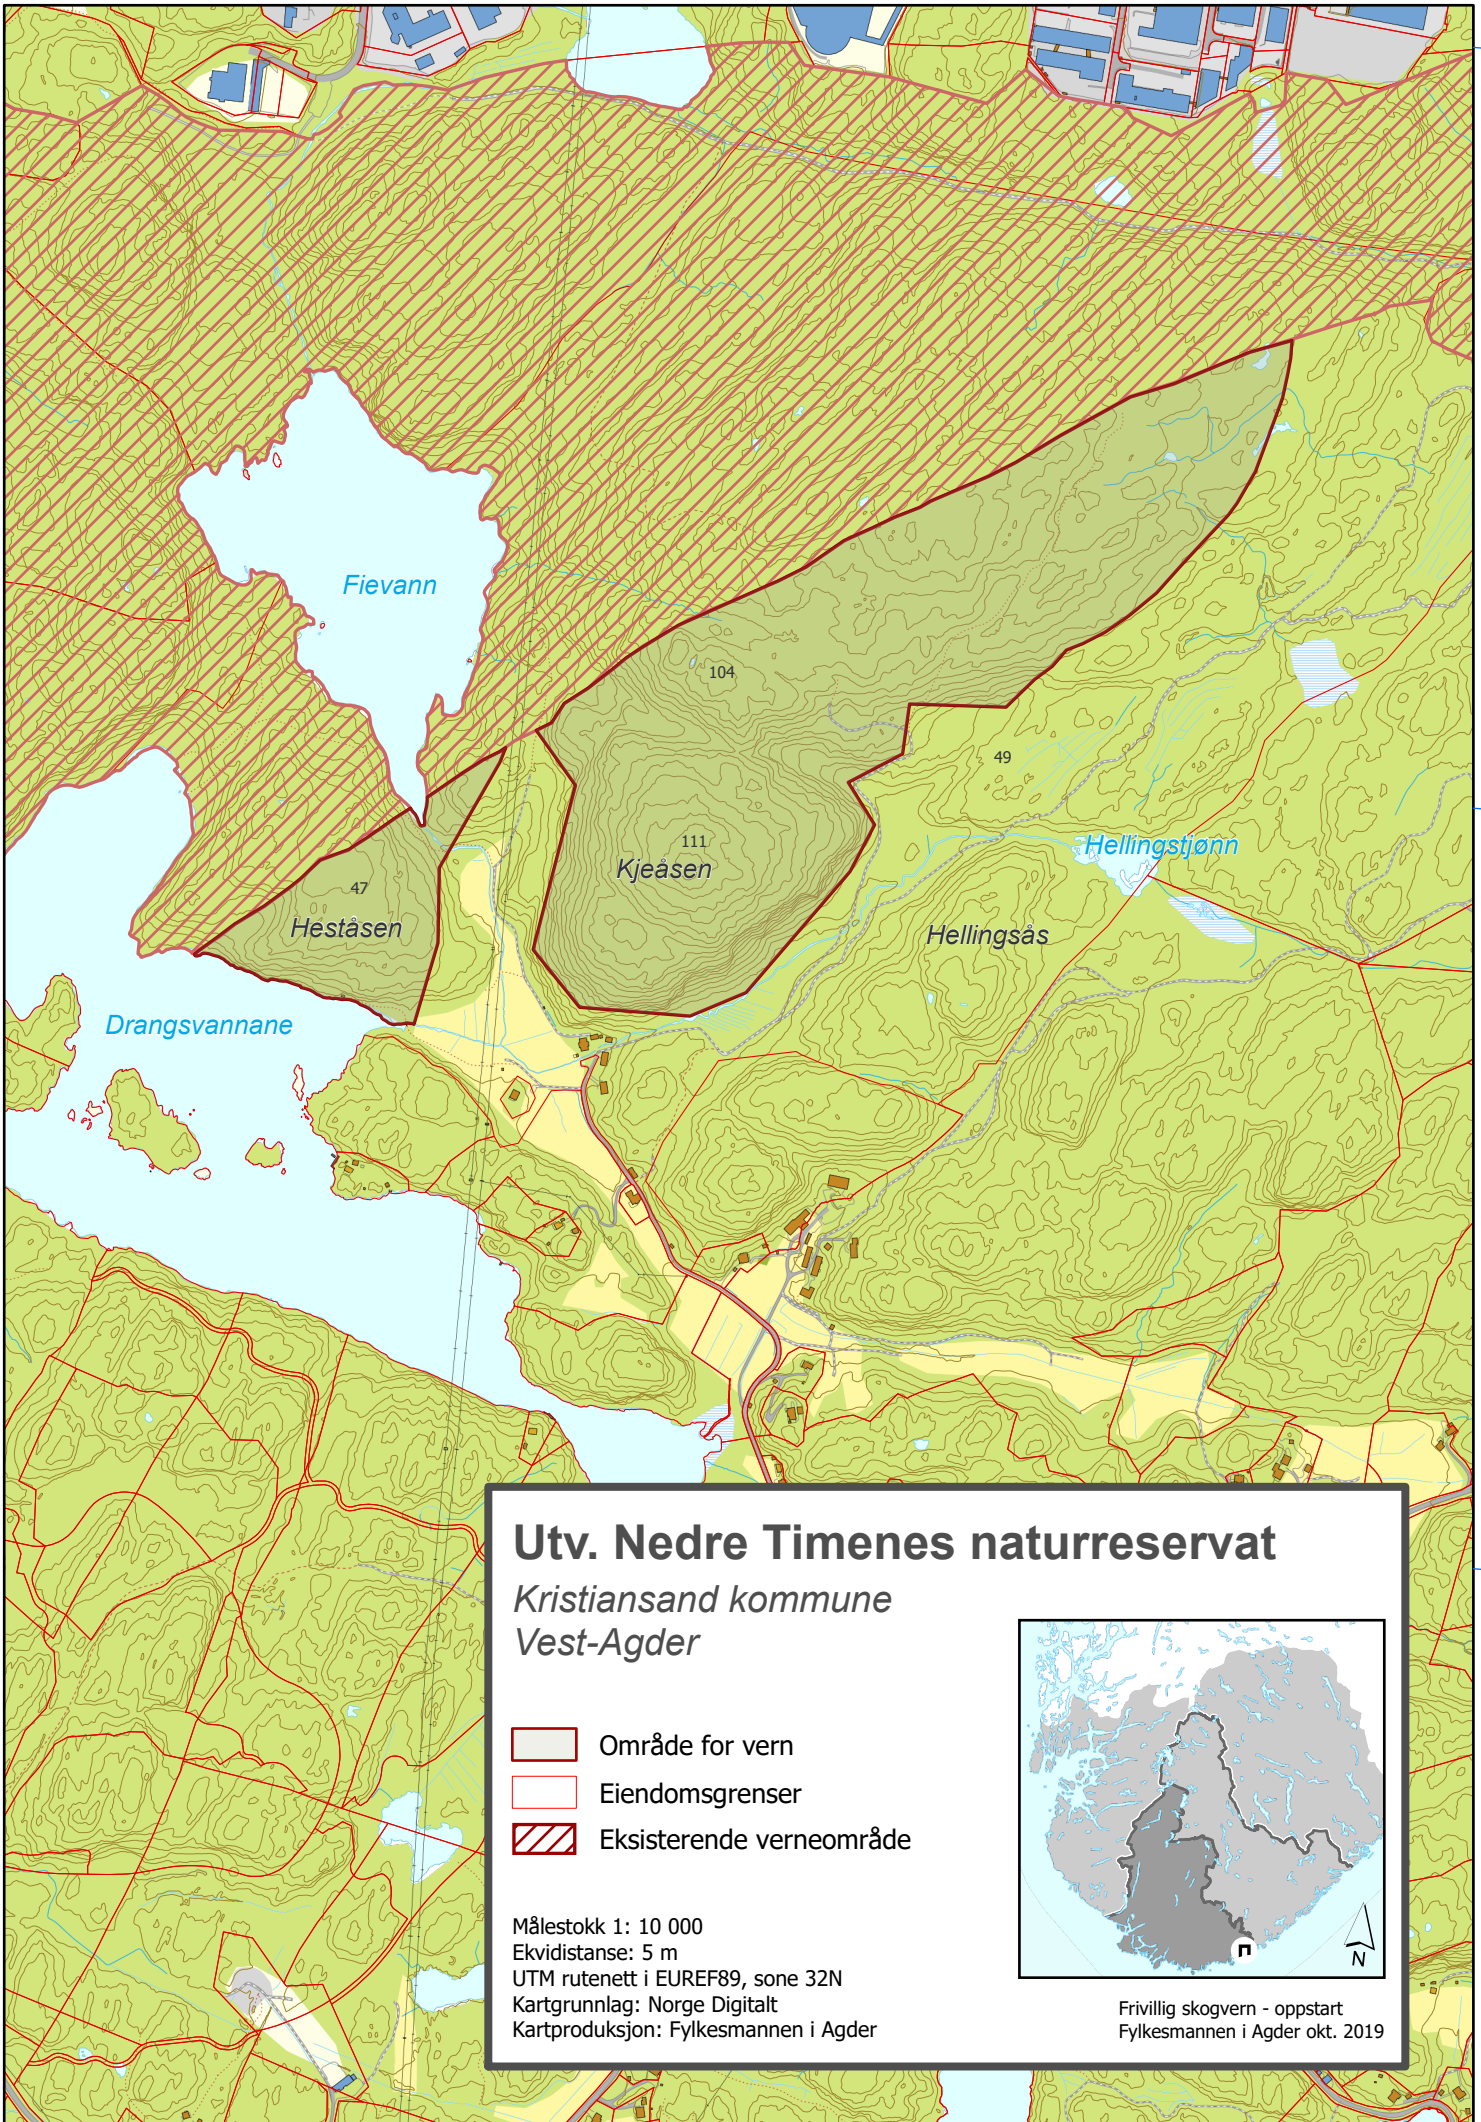 Fievann
104
49
111
Kjeåsen
Hellingstjønn
47
Heståsen
Hellingsås
Drangsvannane
Utv. Nedre Timenes naturreservat
Kristiansand kommune
Vest-Agder
Område for vern
Eiendomsgrenser
Eksisterende verneområde
Målestokk 1: 10 000
Ekvidistanse: 5 m
UTM rutenett i EUREF89, sone 32N
Kartgrunnlag: Norge Digitalt
Kartproduksjon: Fylkesmannen i Agder
N
Frivillig skogvern - oppstart
Fylkesmannen i Agder okt. 2019